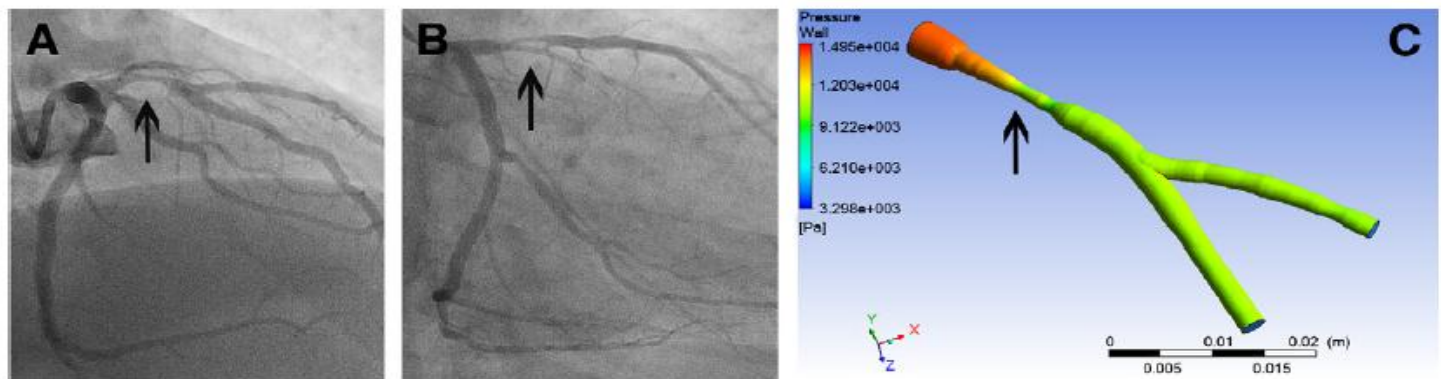 A
B
C
Pressure
Wall
1.495e+004
1.203e+004
9.122e+003
6.210e+003
3.298e+003
[Pa]
Y
X
Z
0 0.01 0.02 (m)
0.005 0.015